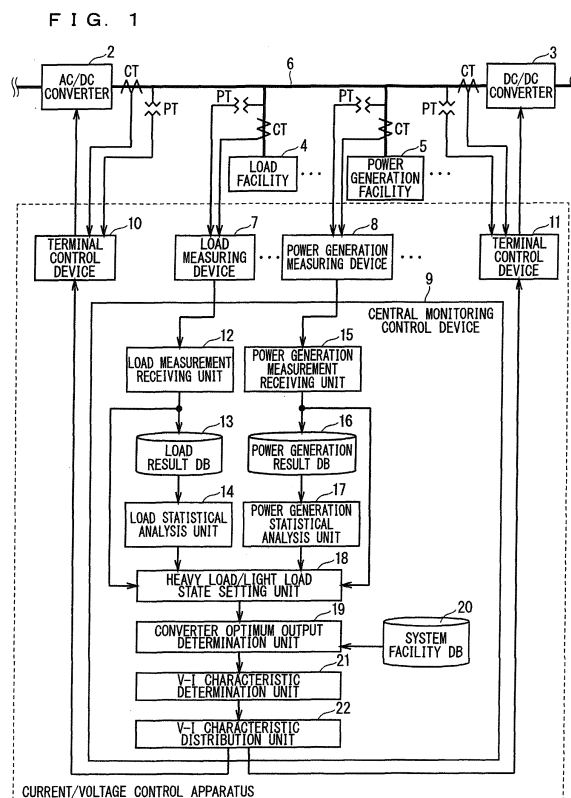 FIG. 1
2
AC/DC
CONVERTER
CT
PT
6
CT
PT
3
DC/DC
CONVERTER
PT
CT
4
LOAD
FACILITY
...
PT
CT
5
POWER
GENERATION
FACILITY
...
10
TERMINAL
CONTROL
DEVICE
7
LOAD
MEASURING
DEVICE
...
8
POWER GENERATION
MEASURING DEVICE
...
11
TERMINAL
CONTROL
DEVICE
9
CENTRAL MONITORING
CONTROL DEVICE
12
LOAD MEASUREMENT
RECEIVING UNIT
15
POWER GENERATION
MEASUREMENT
RECEIVING UNIT
13
LOAD
RESULT DB
16
POWER GENERATION
RESULT DB
14
LOAD STATISTICAL
ANALYSIS UNIT
17
POWER GENERATION
STATISTICAL
ANALYSIS UNIT
18
HEAVY LOAD/LIGHT LOAD
STATE SETTING UNIT
19
CONVERTER OPTIMUM OUTPUT
DETERMINATION UNIT
20
SYSTEM
FACILITY DB
21
V-I CHARACTERISTIC
DETERMINATION UNIT
22
V-I CHARACTERISTIC
DISTRIBUTION UNIT
CURRENT/VOLTAGE CONTROL APPARATUS